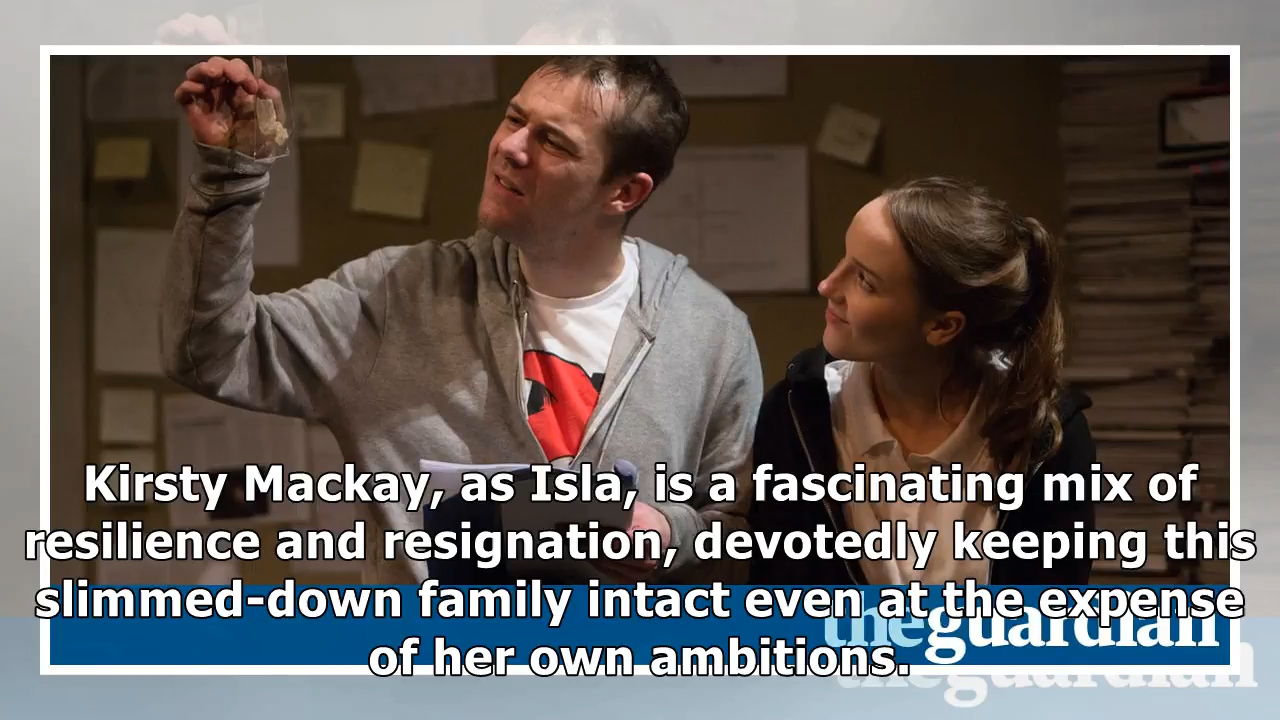 Kirsty Mackay, as Isla, is a fascinating mix of
resilience and resignation, devotedly keeping this
slimmed-down family intact even at the expense
of her own ambitions.
theguardian
theguardian